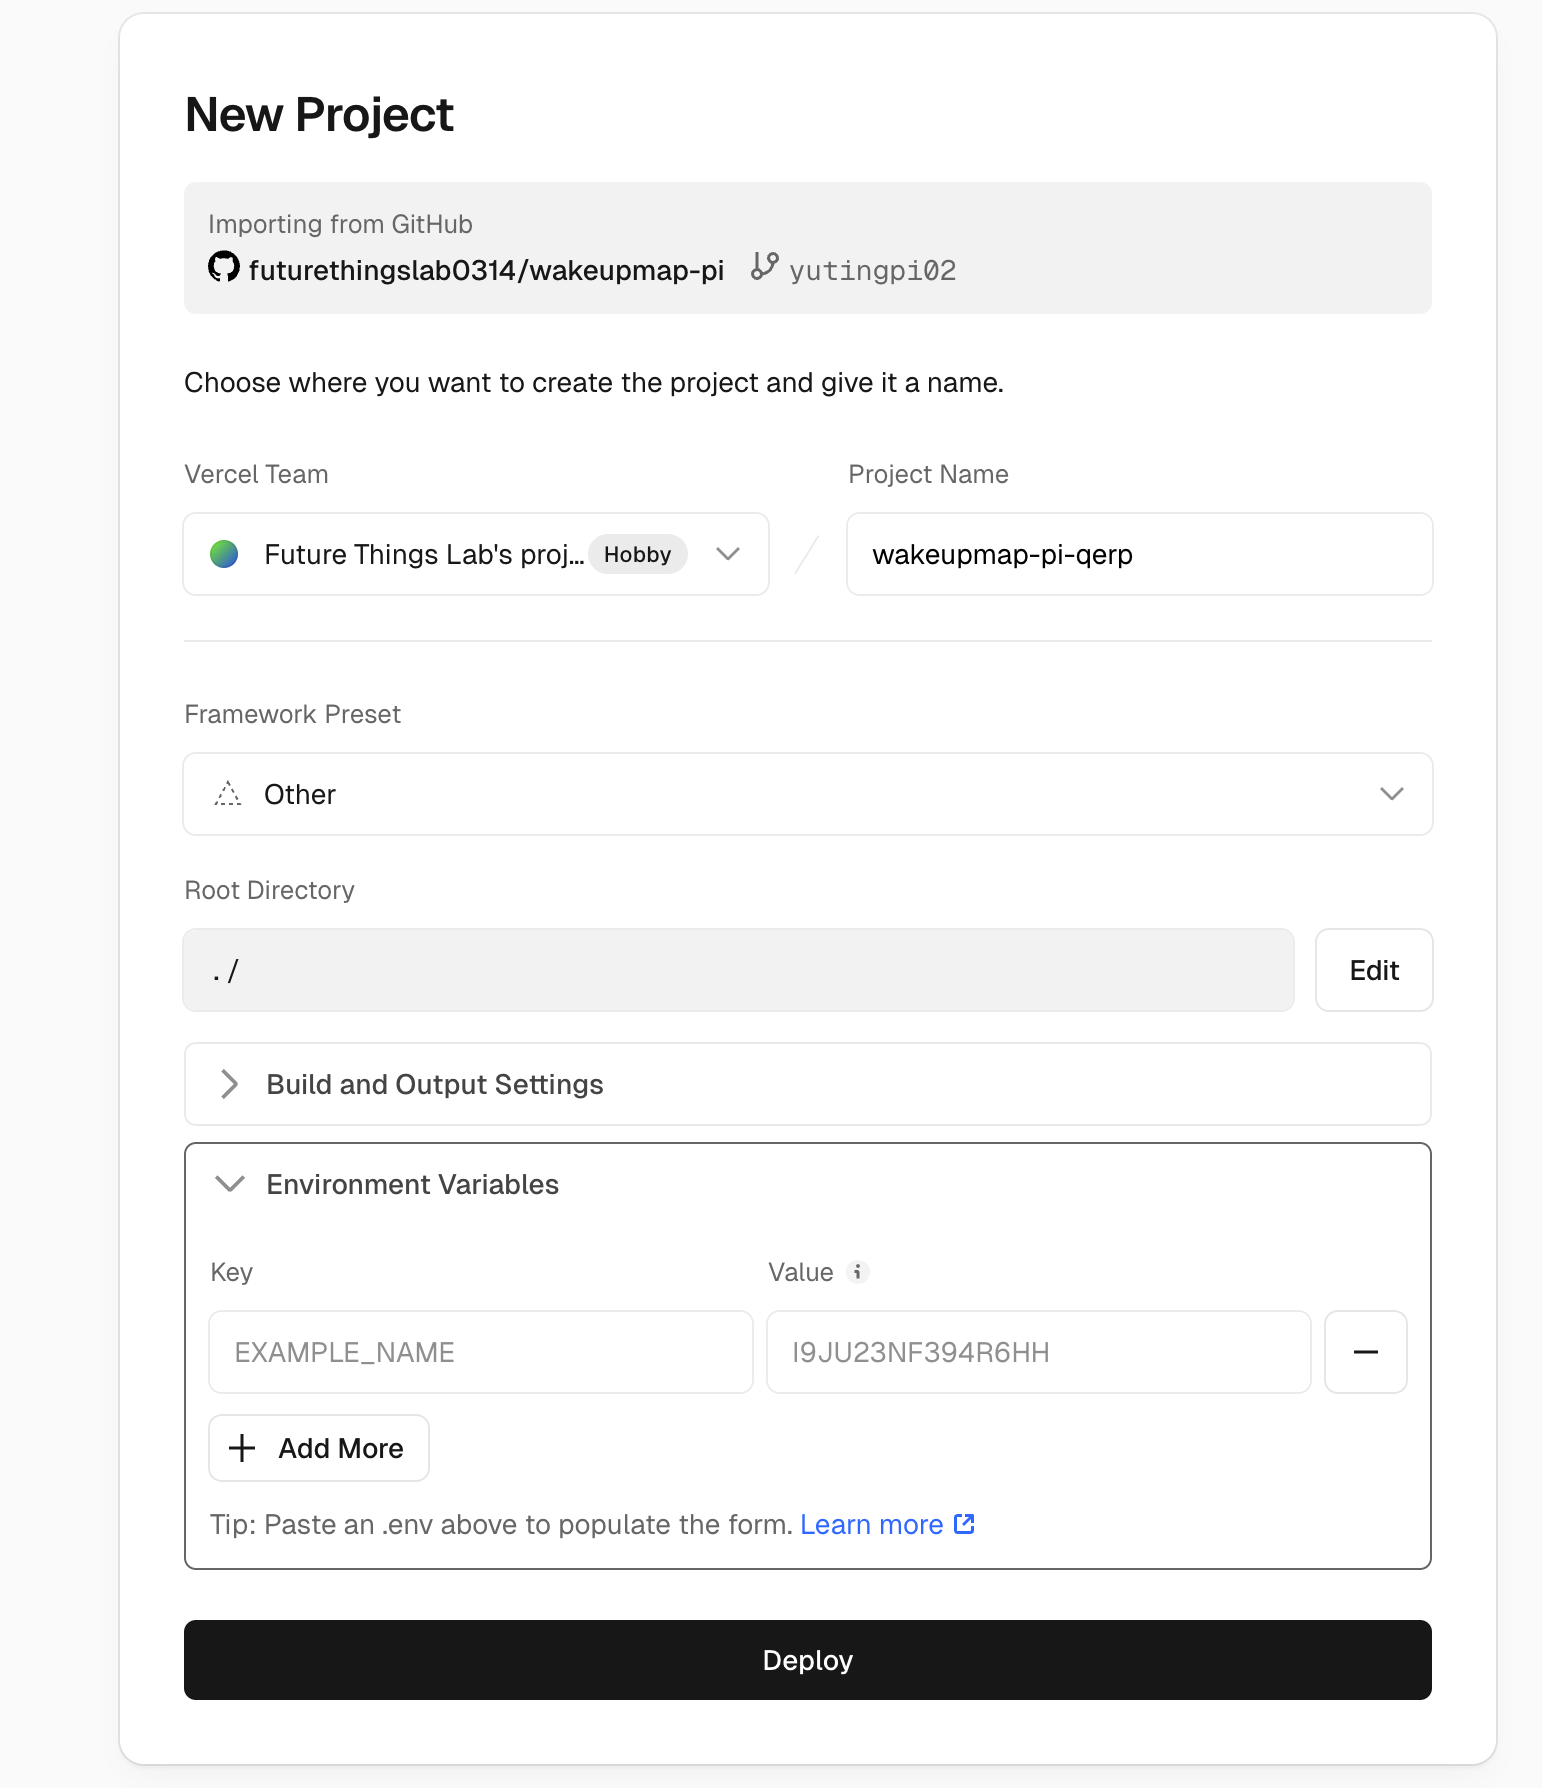 New Project
Importing from GitHub
futurethingslab0314/wakeupmap-pi yutingpi02
Choose where you want to create the project and give it a name.
Vercel Team Project Name
Future Things Lab's proj... Hobby / wakeupmap-pi-qerp
Framework Preset
Other
Root Directory
./ Edit
Build and Output Settings
Environment Variables
Key Value i
EXAMPLE_NAME I9JU23NF394R6HH
Add More
Tip: Paste an .env above to populate the form. Learn more
Deploy